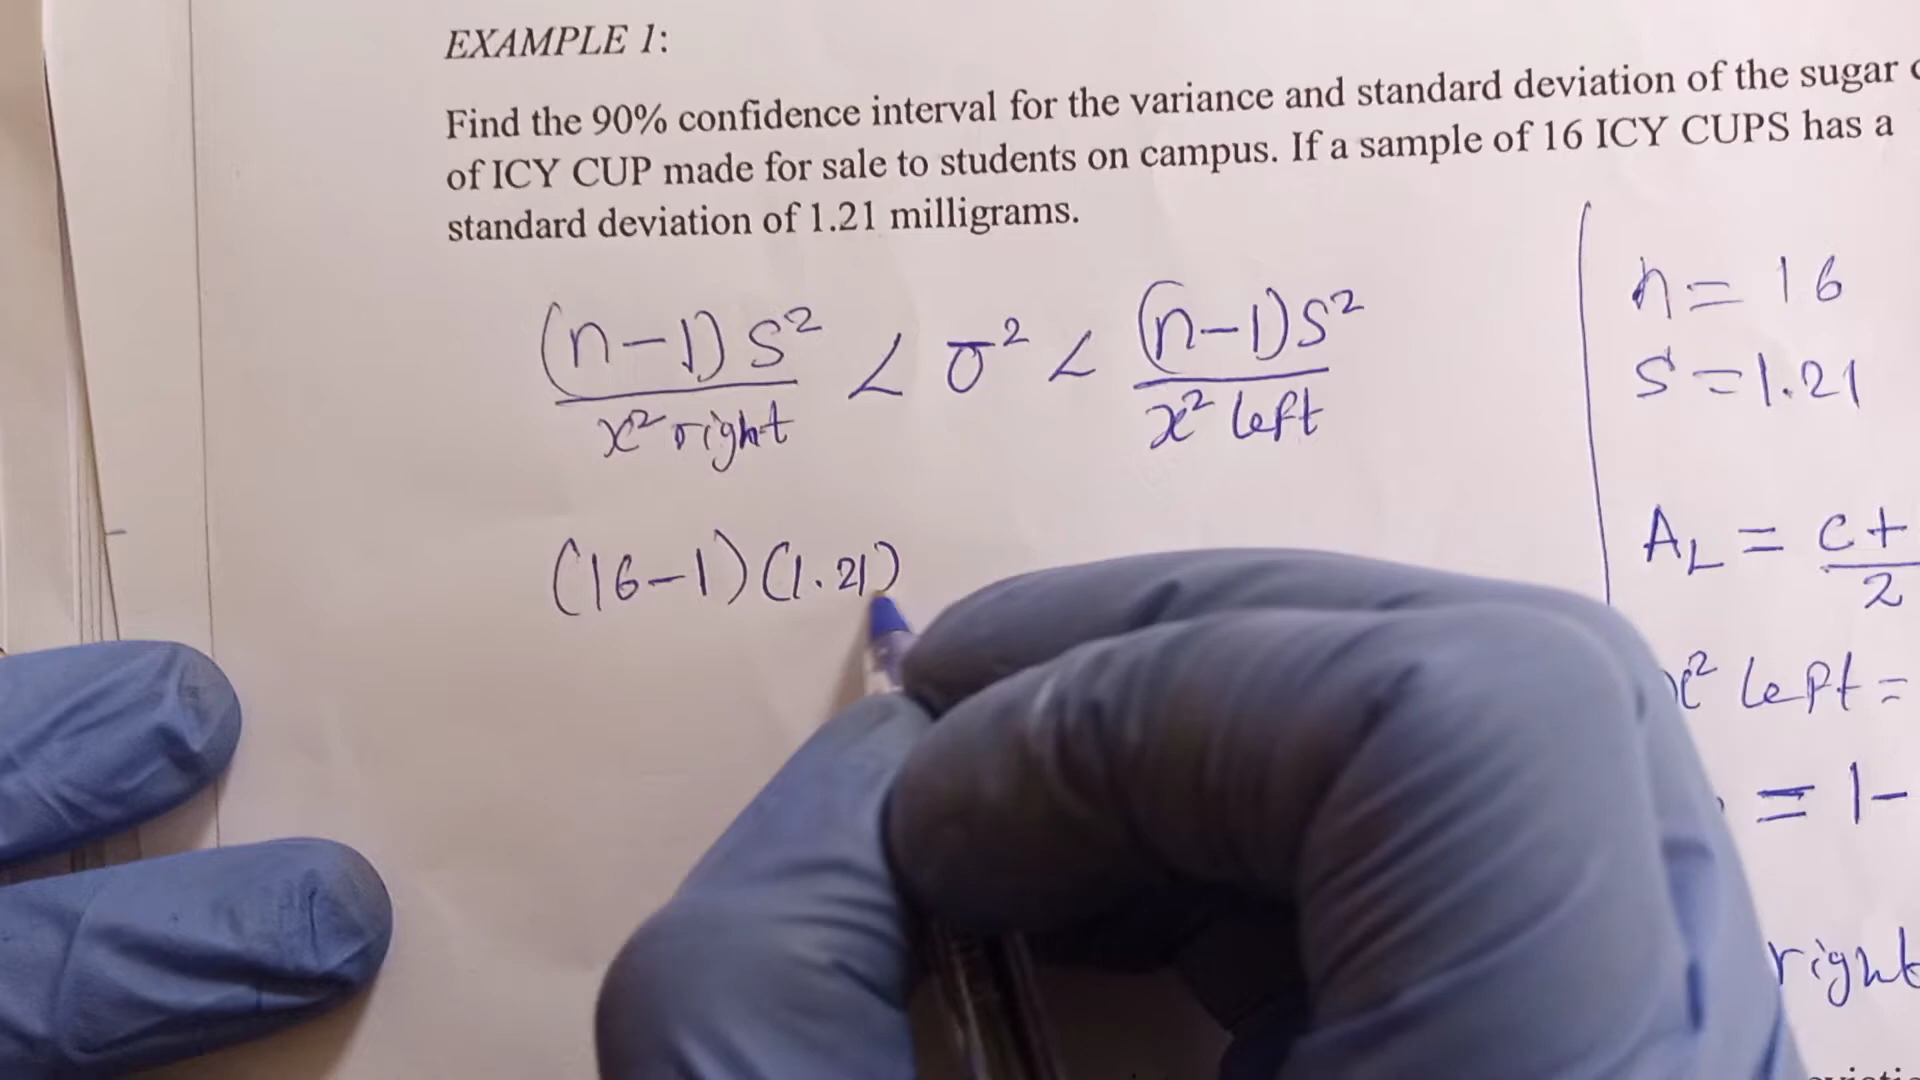 EXAMPLE 1:
Find the 90% confidence interval for the variance and standard deviation of the sugar
of ICY CUP made for sale to students on campus. If a sample of 16 ICY CUPS has a
standard deviation of 1.21 milligrams.
(n-1)S² / x² right < σ² < (n-1)S² / x² left
(16-1)(1.21)
n = 16
S = 1.21
A_L = c+ / 2
x² left =
= 1-
right